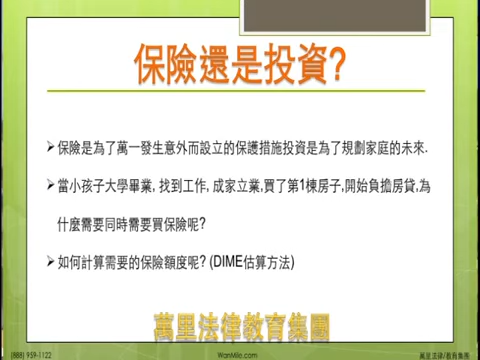 保險還是投資?
➤保險是為了萬一發生意外而設立的保護措施投資是為了規劃家庭的未來.
➤當小孩子大學畢業, 找到工作, 成家立業,買了第1棟房子,開始負擔房貸,為
什麼需要同時需要買保險呢?
➤如何計算需要的保險額度呢? (DIME估算方法)
萬里法律教育集團
(888) 959-1122 WanMile.com 萬里法律/教育集團